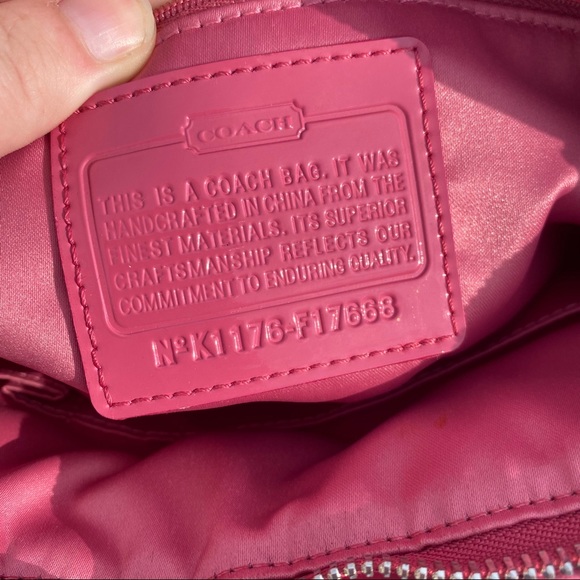 COACH
THIS IS A COACH BAG. IT WAS
HANDCRAFTED IN CHINA FROM THE
FINEST MATERIALS. ITS SUPERIOR
CRAFTSMANSHIP REFLECTS OUR
COMMITMENT TO ENDURING QUALITY.
Nº K1176-F17668